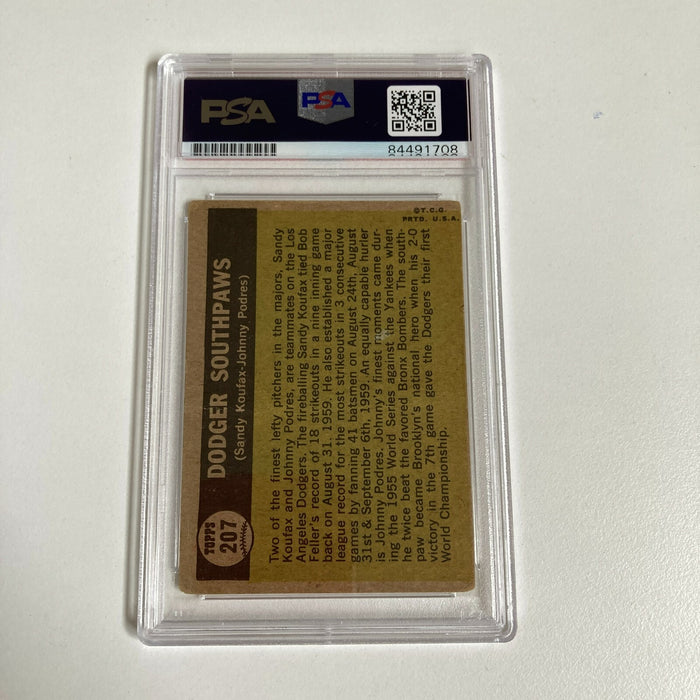 PSA
PSA
84491708
©T.C.G.
PRTD. U.S.A.
TOPPS
207
DODGER SOUTHPAWS
(Sandy Koufax-Johnny Podres)
Two of the finest lefty pitchers in the majors, Sandy
Koufax and Johnny Podres, are teammates on the Los
Angeles Dodgers. The fireballing Sandy Koufax tied Bob
Feller's record of 18 strikeouts in a nine inning game
back on August 31, 1959. He also established a major
league record for the most strikeouts in 3 consecutive
games by fanning 41 batsmen on August 24th, August
31st & September 6th, 1959. An equally capable hurler
is Johnny Podres. Johnny's finest moments came dur-
ing the 1955 World Series against the Yankees when
he twice beat the favored Bronx Bombers. The south-
paw became Brooklyn's national hero when his 2-0
victory in the 7th game gave the Dodgers their first
World Championship.